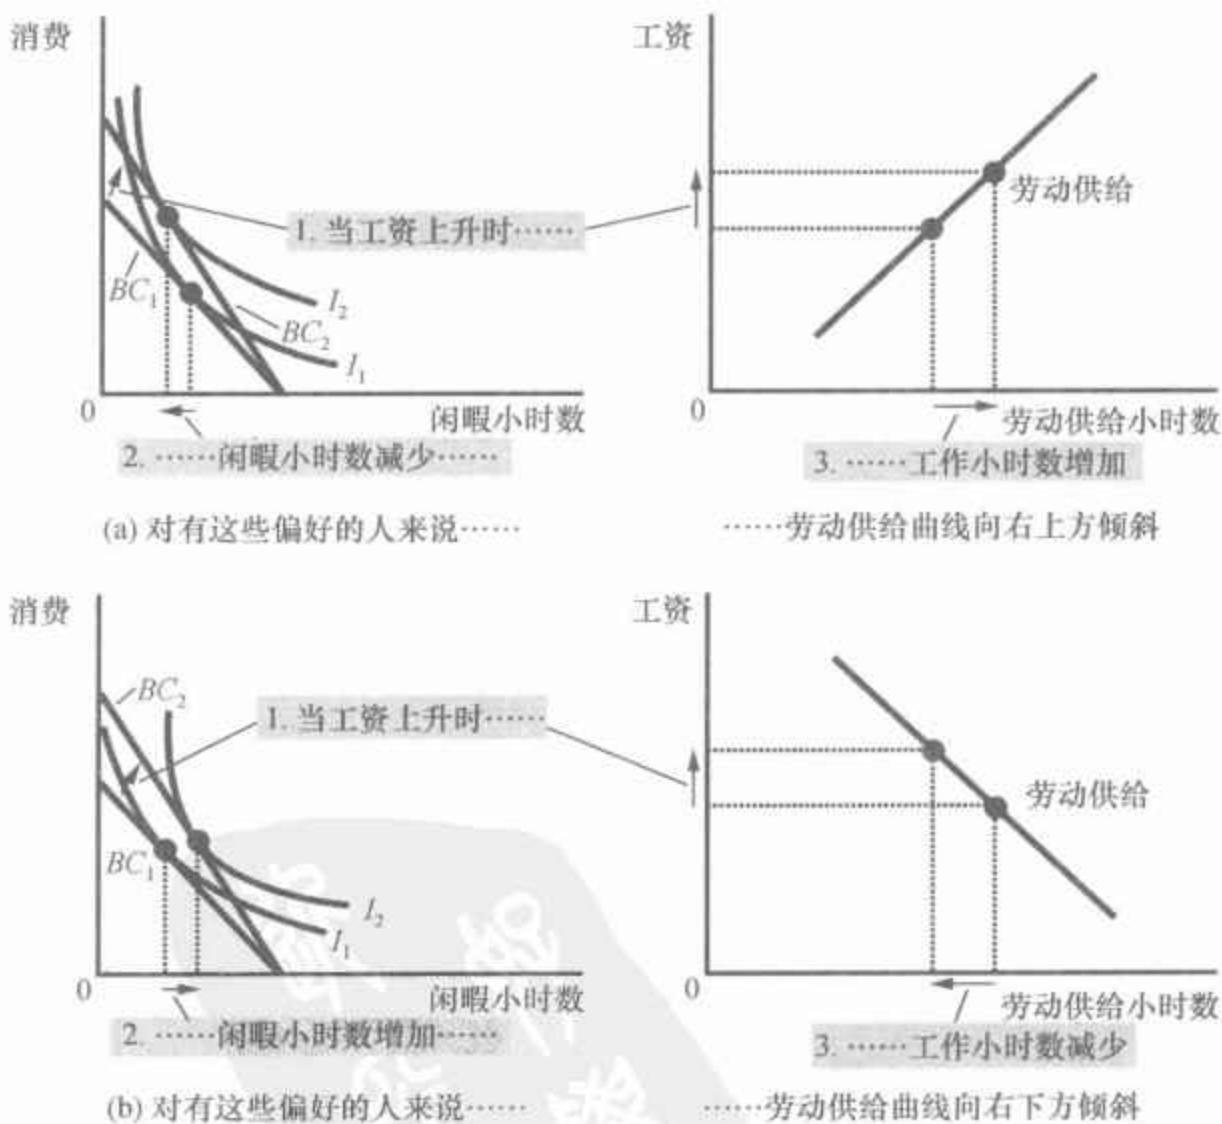 消费
工资
1. 当工资上升时……
劳动供给
BC₁
I₂
BC₂
I₁
0
闲暇小时数
0
劳动供给小时数
2. ……闲暇小时数减少……
3. ……工作小时数增加
(a) 对有这些偏好的人来说……
……劳动供给曲线向右上方倾斜
消费
工资
BC₂
1. 当工资上升时……
劳动供给
BC₁
I₂
I₁
0
闲暇小时数
0
劳动供给小时数
2. ……闲暇小时数增加……
3. ……工作小时数减少
(b) 对有这些偏好的人来说……
……劳动供给曲线向右下方倾斜